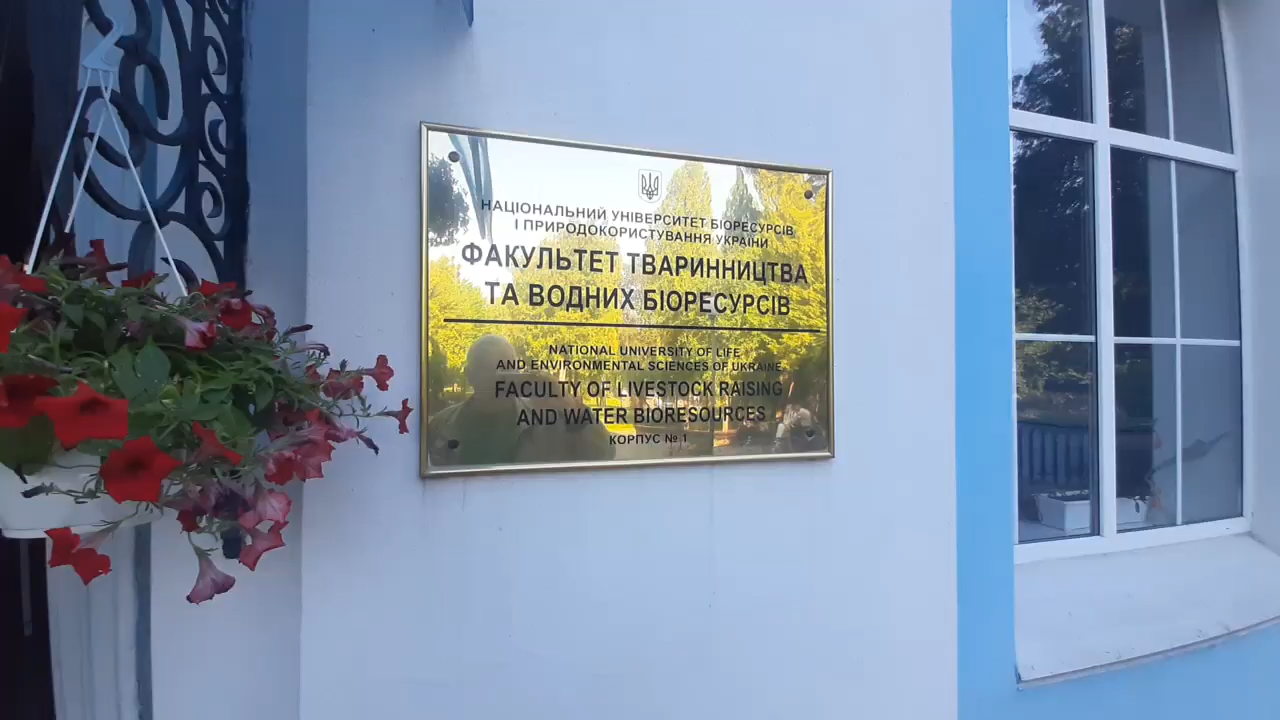 НАЦІОНАЛЬНИЙ УНІВЕРСИТЕТ БІОРЕСУРСІВ
І ПРИРОДОКОРИСТУВАННЯ УКРАЇНИ
ФАКУЛЬТЕТ ТВАРИННИЦТВА
ТА ВОДНИХ БІОРЕСУРСІВ
NATIONAL UNIVERSITY OF LIFE
AND ENVIRONMENTAL SCIENCES OF UKRAINE
FACULTY OF LIVESTOCK RAISING
AND WATER BIORESOURCES
КОРПУС № 1